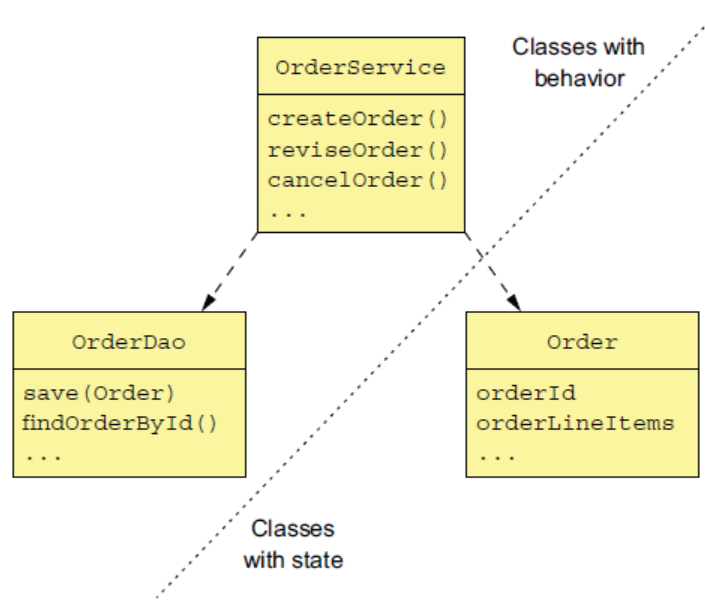 OrderService
createOrder()
reviseOrder()
cancelOrder()
...
Classes with
behavior
OrderDao
save(Order)
findOrderById()
...
Order
orderId
orderLineItems
...
Classes
with state